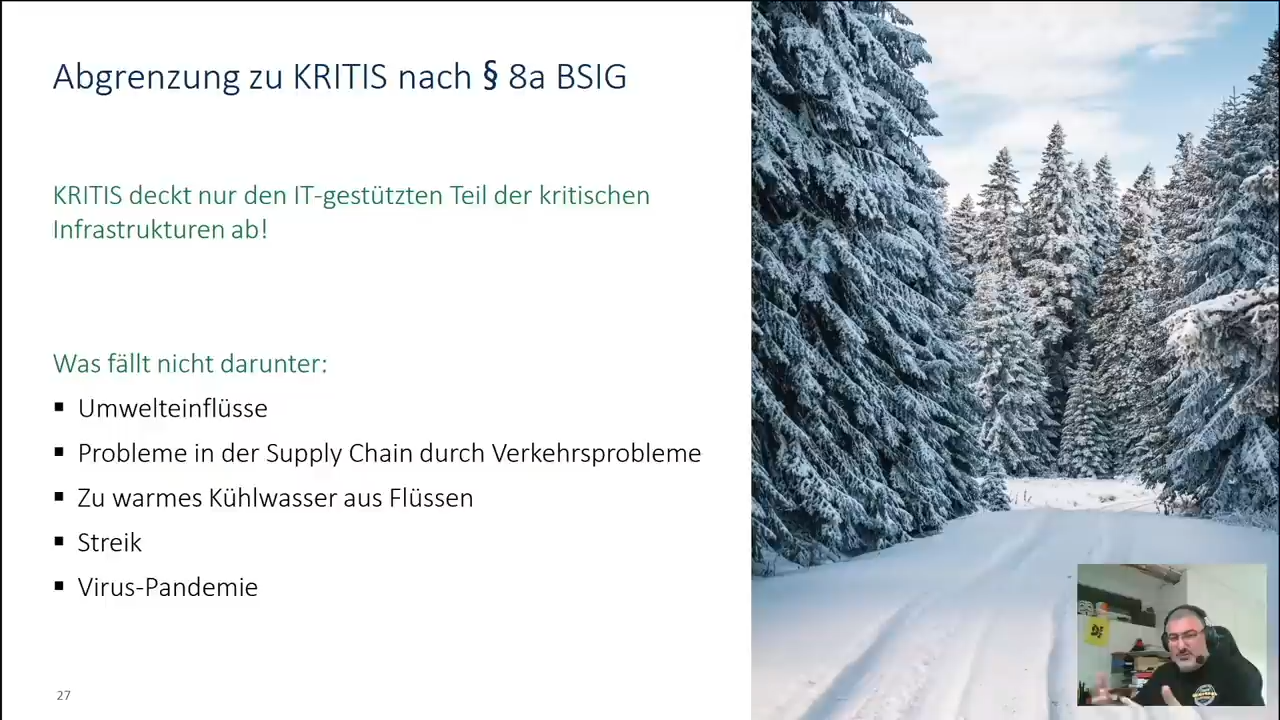 Abgrenzung zu KRITIS nach § 8a BSIG
KRITIS deckt nur den IT-gestützten Teil der kritischen
Infrastrukturen ab!
Was fällt nicht darunter:
▪ Umwelteinflüsse
▪ Probleme in der Supply Chain durch Verkehrsprobleme
▪ Zu warmes Kühlwasser aus Flüssen
▪ Streik
▪ Virus-Pandemie
27